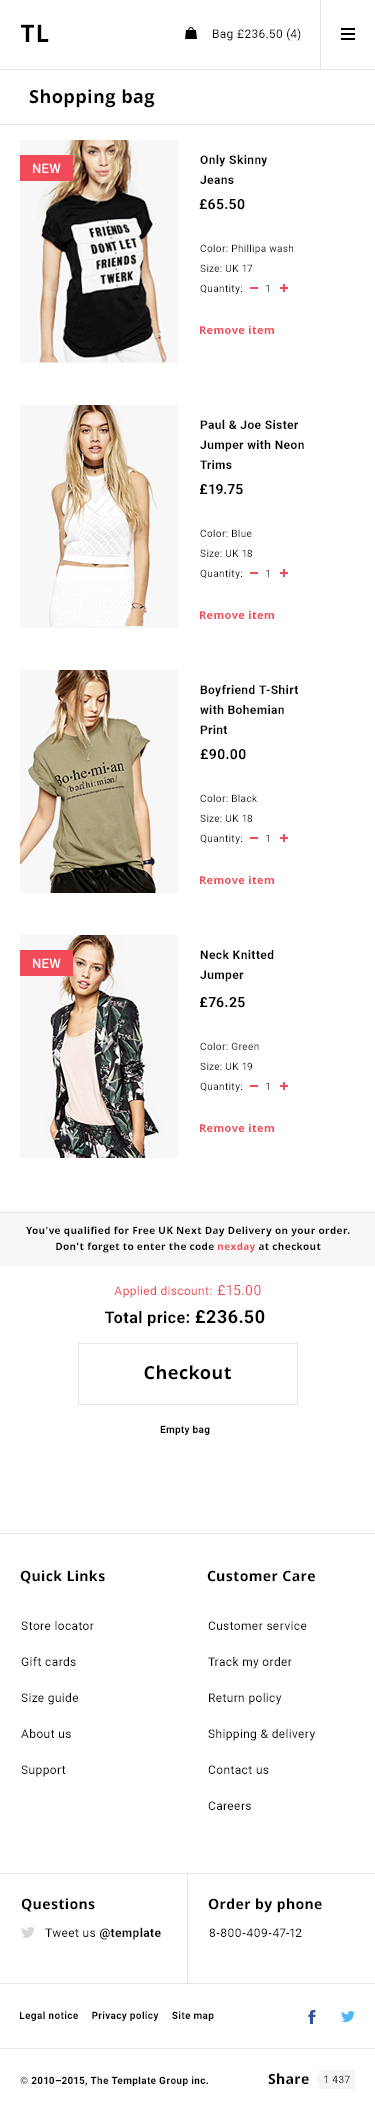 TL
Bag £236.50 (4)
Shopping bag
NEW
FRIENDS
DONT LET
FRIENDS
TWERK
Only Skinny
Jeans
£65.50
Color: Phillipa wash
Size: UK 17
Quantity: − 1 +
Remove item
Paul & Joe Sister
Jumper with Neon
Trims
£19.75
Color: Blue
Size: UK 18
Quantity: − 1 +
Remove item
Bo·he·mi·an
Boyfriend T-Shirt
with Bohemian
Print
£90.00
Color: Black
Size: UK 18
Quantity: − 1 +
Remove item
NEW
Neck Knitted
Jumper
£76.25
Color: Green
Size: UK 19
Quantity: − 1 +
Remove item
You've qualified for Free UK Next Day Delivery on your order.
Don't forget to enter the code nexday at checkout
Applied discount: £15.00
Total price: £236.50
Checkout
Empty bag
Quick Links
Store locator
Gift cards
Size guide
About us
Support
Customer Care
Customer service
Track my order
Return policy
Shipping & delivery
Contact us
Careers
Questions
Tweet us @template
Order by phone
8-800-409-47-12
Legal notice Privacy policy Site map
© 2010–2015, The Template Group inc.
Share 1 437